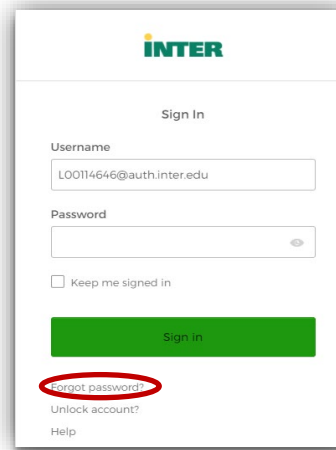 INTER
Sign In
Username
L00114646@auth.inter.edu
Password
Keep me signed in
Sign in
Forgot password?
Unlock account?
Help